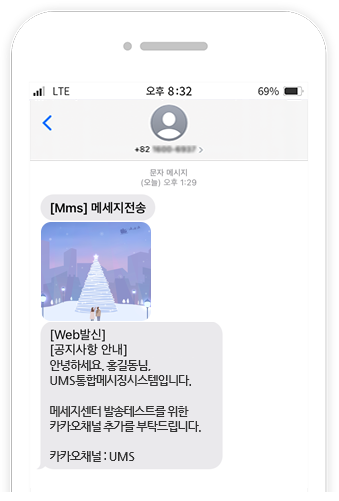 LTE 오후 8:32 69%
+82
문자 메시지
(오늘) 오후 1:29
[Mms] 메세지전송
[Web발신]
[공지사항 안내]
안녕하세요. 홍길동님,
UMS통합메시징시스템입니다.
메세지센터 발송테스트를 위한
카카오채널 추가를 부탁드립니다.
카카오채널 : UMS